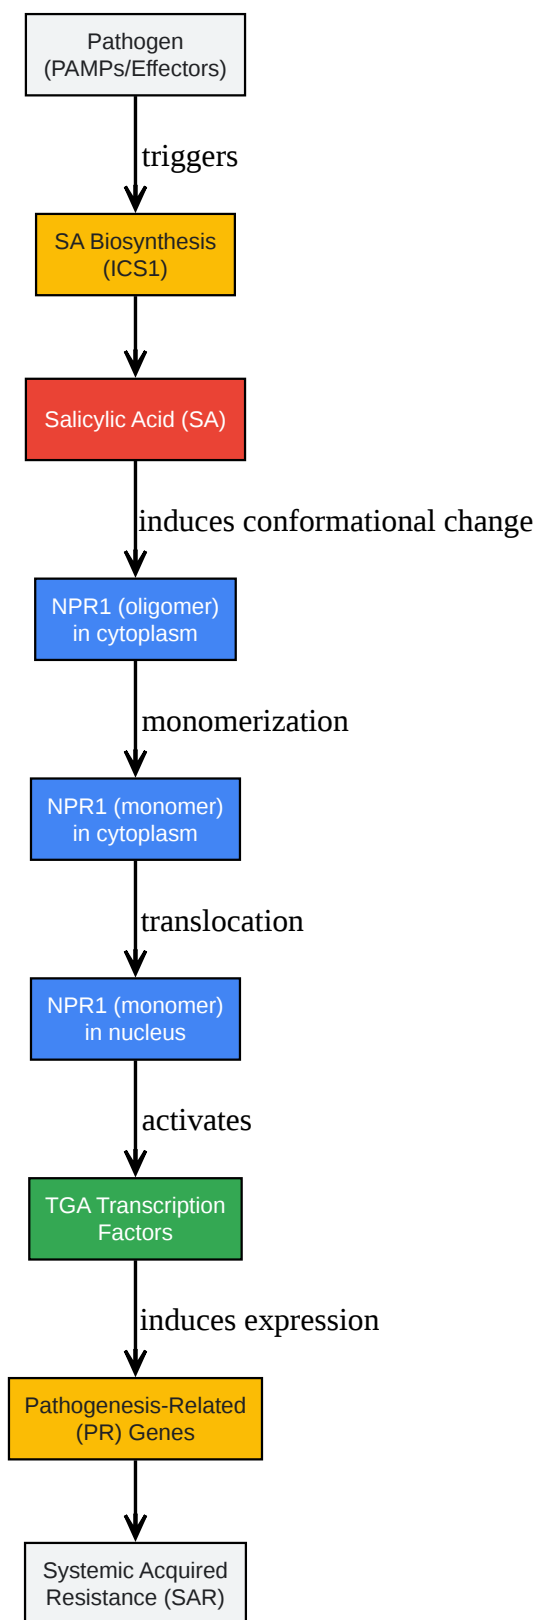 Pathogen
(PAMPs/Effectors)
triggers
SA Biosynthesis
(ICS1)
Salicylic Acid (SA)
induces conformational change
NPR1 (oligomer)
in cytoplasm
monomerization
NPR1 (monomer)
in cytoplasm
translocation
NPR1 (monomer)
in nucleus
activates
TGA Transcription
Factors
induces expression
Pathogenesis-Related
(PR) Genes
Systemic Acquired
Resistance (SAR)